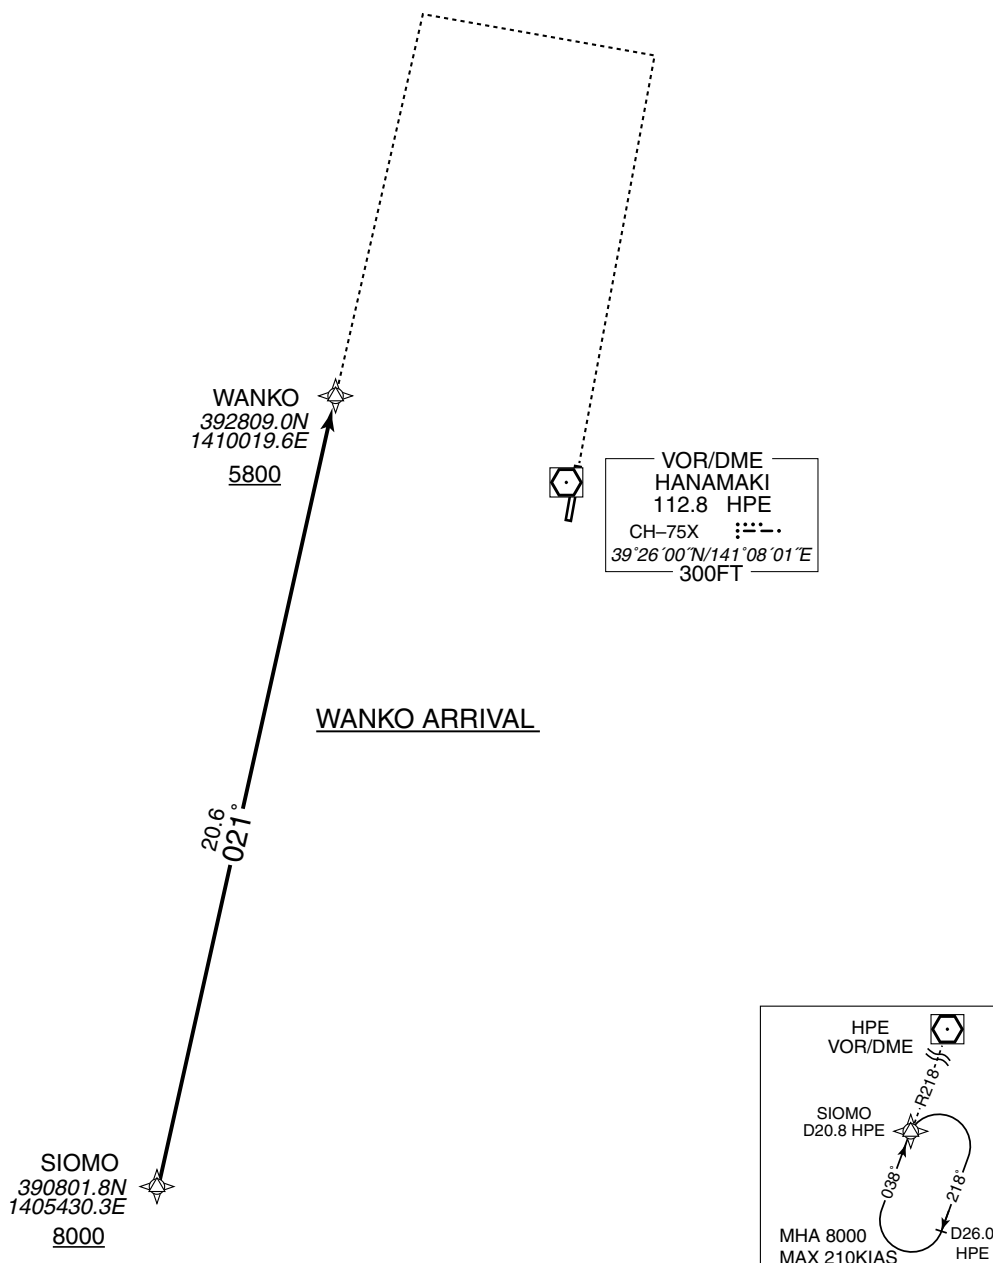 WANKO
392809.0N
1410019.6E
5800
VOR/DME
HANAMAKI
112.8 HPE
CH–75X
39°26´00˝N/141°08´01˝E
300FT
WANKO ARRIVAL
20.6
021°
SIOMO
390801.8N
1405430.3E
8000
HPE
VOR/DME
R218
SIOMO
D20.8 HPE
038°
218°
D26.0
HPE
MHA 8000
MAX 210KIAS